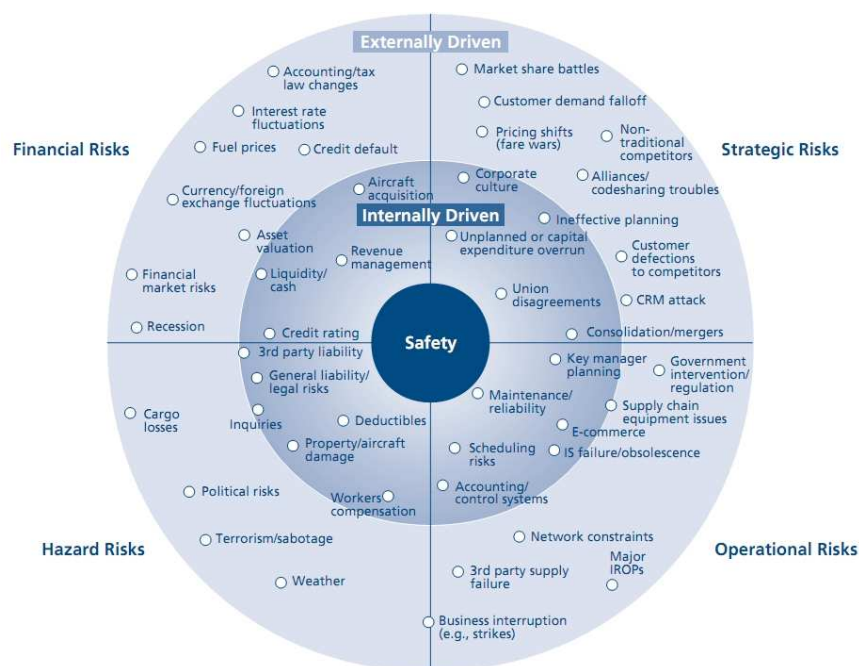 Externally Driven
Accounting/tax
law changes
Market share battles
Interest rate
fluctuations
Customer demand falloff
Financial Risks
Fuel prices
Credit default
Pricing shifts
(fare wars)
Non-
traditional
competitors
Strategic Risks
Currency/foreign
exchange fluctuations
Aircraft
acquisition
Corporate
culture
Alliances/
codesharing troubles
Internally Driven
Ineffective planning
Asset
valuation
Revenue
management
Unplanned or capital
expenditure overrun
Customer
defections
to competitors
Financial
market risks
Liquidity/
cash
Union
disagreements
CRM attack
Recession
Credit rating
Safety
Consolidation/mergers
3rd party liability
Key manager
planning
Government
intervention/
regulation
General liability/
legal risks
Maintenance/
reliability
Supply chain
equipment issues
Cargo
losses
Inquiries
Deductibles
E-commerce
Property/aircraft
damage
Scheduling
risks
IS failure/obsolescence
Political risks
Workers
compensation
Accounting/
control systems
Hazard Risks
Terrorism/sabotage
Network constraints
Operational Risks
Weather
3rd party supply
failure
Major
IROPs
Business interruption
(e.g., strikes)